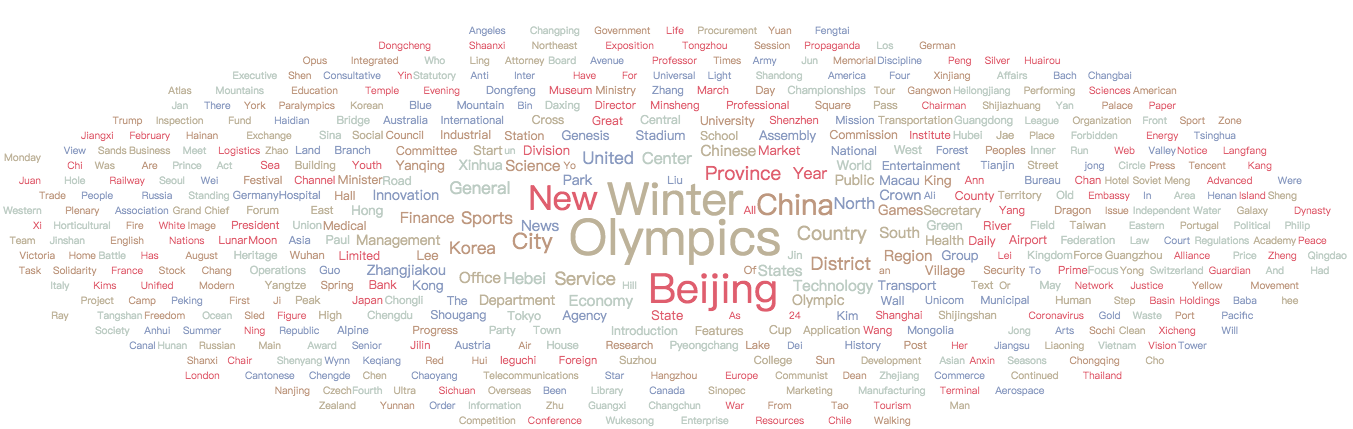 Angeles Changping Government Life Procurement Yuan Fengtai
Dongcheng Shaanxi Northeast Exposition Tongzhou Session Propaganda Los German
Opus Integrated Who Ling Attorney Board Avenue Professor Times Army Jun Memorial Discipline Peng Silver Huairou
Executive Shen Consultative Yin Statutory Anti Inter Have For Universal Light Shandong America Four Xinjiang Affairs Bach Changbai
Atlas Mountains Education Temple Evening Dongfeng Museum Ministry Zhang March Day Championships Tour Gangwon Heilongjiang Performing Sciences American
Jan There York Paralympics Korean Blue Mountain Bin Daxing Director Minsheng Professional Square Pass Chairman Shijiazhuang Yan Palace Paper
Trump Inspection Fund Haidian Bridge Australia International Cross Great Central University Shenzhen Mission Transportation Guangdong League Organization Front Sport Zone
Jiangxi February Hainan Exchange Sina Social Council Industrial Station Genesis Stadium School Assembly Commission Institute Hubei Jae Place Forbidden Energy Tsinghua
View Sands Business Meet Logistics Zhao Land Branch Committee Start un Division United Center Chinese Market National West Forest Peoples Inner Run Web Valley Notice Langfang
Monday Chi Was Are Prince Act Sea Building Youth Yanqing Xinhua Science Yo World Entertainment Tianjin Street jong Circle Press Tencent Kang
Juan Hole Railway Seoul Wei Festival Channel Minister Road General Park Liu Province Year Public Macau King Ann Bureau Chan Hotel Soviet Meng Advanced Were
Trade People Russia Standing Germany Hospital Hall Innovation New Winter China North Crown Ali County Territory Old Embassy In Area Henan Island Sheng
Western Plenary Association Grand Chief Forum East Hong Finance Sports All Games Secretary Yang Dragon Issue Independent Water Galaxy Dynasty
Xi Horticultural Fire White Image President Union Medical News Country South Green River Field Taiwan Eastern Portugal Political Philip
Team Jinshan English Nations Lunar Moon Asia Paul Management Korea City Olympics Health Daily Airport Federation Law Court Regulations Academy Peace
Victoria Home Battle Has August Heritage Wuhan Limited Lee Jin District Region Group Lei Kingdom Force Guangzhou Alliance Price Zheng Qingdao
Task Solidarity France Stock Chang Operations Guo Zhangjiakou Office Hebei Service Of States an Village Security To Prime Focus Yong Switzerland Guardian And Had
Italy Kims Unified Modern Yangtze Spring Bank Kong Hill Beijing Technology Transport Text Or May Network Justice Yellow Movement
Project Camp Peking First Ji Peak Japan Chongli The Department Economy Olympic Wall Unicom Municipal Human Step Basin Holdings Baba hee
Ray Tangshan Freedom Ocean Sled Figure High Chengdu Shougang Tokyo Agency State As 24 Kim Shanghai Shijingshan Coronavirus Gold Waste Port Pacific
Society Anhui Summer Ning Republic Alpine Progress Party Town Introduction Features Cup Application Wang Mongolia Jong Arts Sochi Clean Xicheng Will
Canal Hunan Russian Main Award Senior Jilin Austria Air House Research Pyeongchang Lake Dei History Post Her Jiangsu Liaoning Vietnam Vision Tower
Shanxi Chair Shenyang Wynn Keqiang Red Hui Ieguchi Foreign Suzhou College Sun Development Asian Anxin Seasons Chongqing Cho
London Cantonese Chengde Chen Chaoyang Telecommunications Star Hangzhou Europe Communist Dean Zhejiang Commerce Continued Thailand
Nanjing Czech Fourth Ultra Sichuan Overseas Been Library Canada Sinopec Marketing Manufacturing Terminal Aerospace
Zealand Yunnan Order Information Zhu Guangxi Changchun War From Tao Tourism Man
Competition Conference Wukesong Enterprise Resources Chile Walking